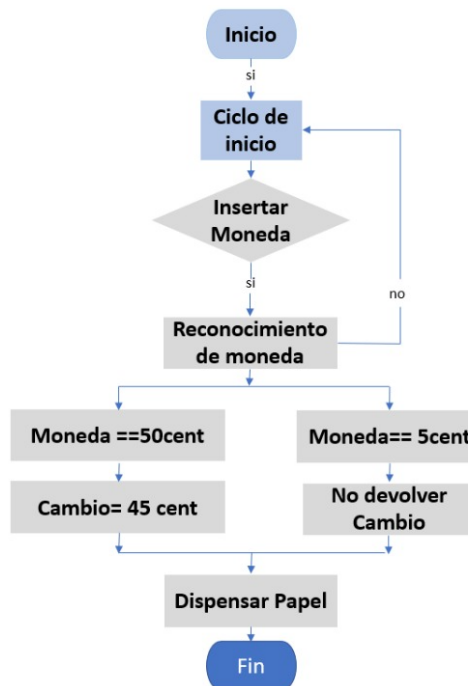 Inicio
si
Ciclo de
inicio
Insertar
Moneda
si
no
Reconocimiento
de moneda
Moneda ==50cent
Moneda== 5cent
Cambio= 45 cent
No devolver
Cambio
Dispensar Papel
Fin